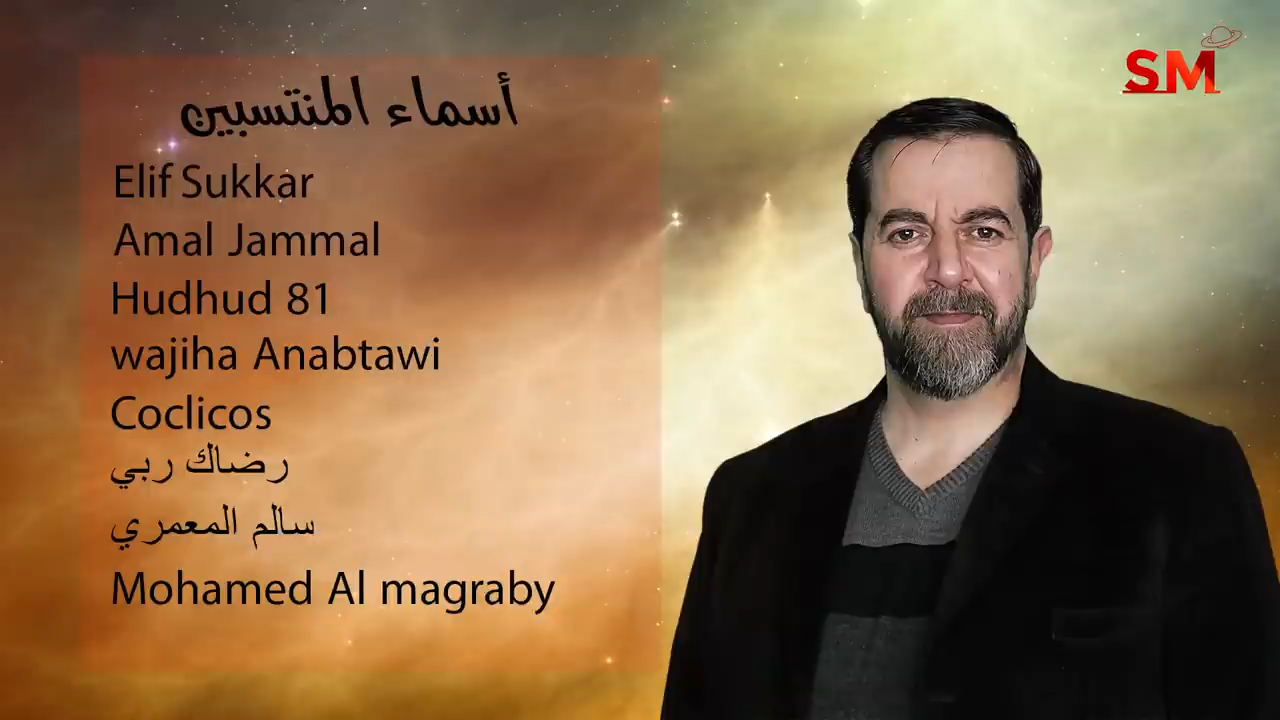 SM
أسماء المنتسبين
Elif Sukkar
Amal Jammal
Hudhud 81
wajiha Anabtawi
Coclicos
رضاك ربي
سالم المعمري
Mohamed Al magraby